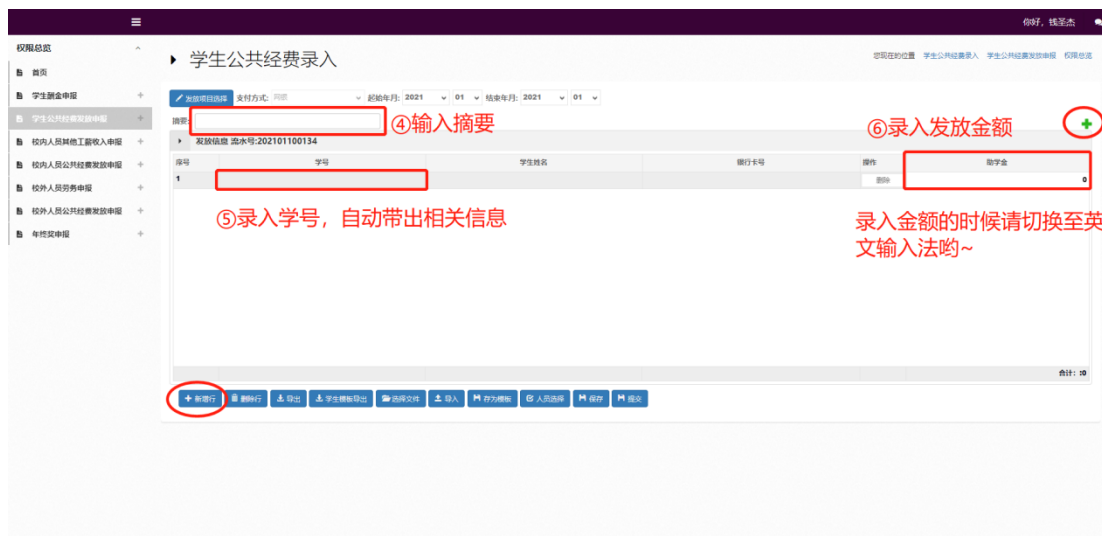 你好，钱圣杰
权限总览
首页
学生酬金申报
学生公共经费发放申报
校内人员其他工薪收入申报
校内人员公共经费发放申报
校外人员劳务申报
校外人员公共经费发放申报
年终奖申报
学生公共经费录入
您现在的位置 学生公共经费录入 学生公共经费发放申报 权限总览
发放项目选择 支付方式: 网银 起始年月: 2021 01 结束年月: 2021 01
摘要:
④输入摘要
⑥录入发放金额
发放信息 流水号:202101100134
序号 学号 学生姓名 银行卡号 操作 助学金
1 删除 0
⑤录入学号，自动带出相关信息
录入金额的时候请切换至英
文输入法哟~
合计: :0
新增行 删除行 导出 学生模板导出 选择文件 导入 存为模板 人员选择 保存 提交